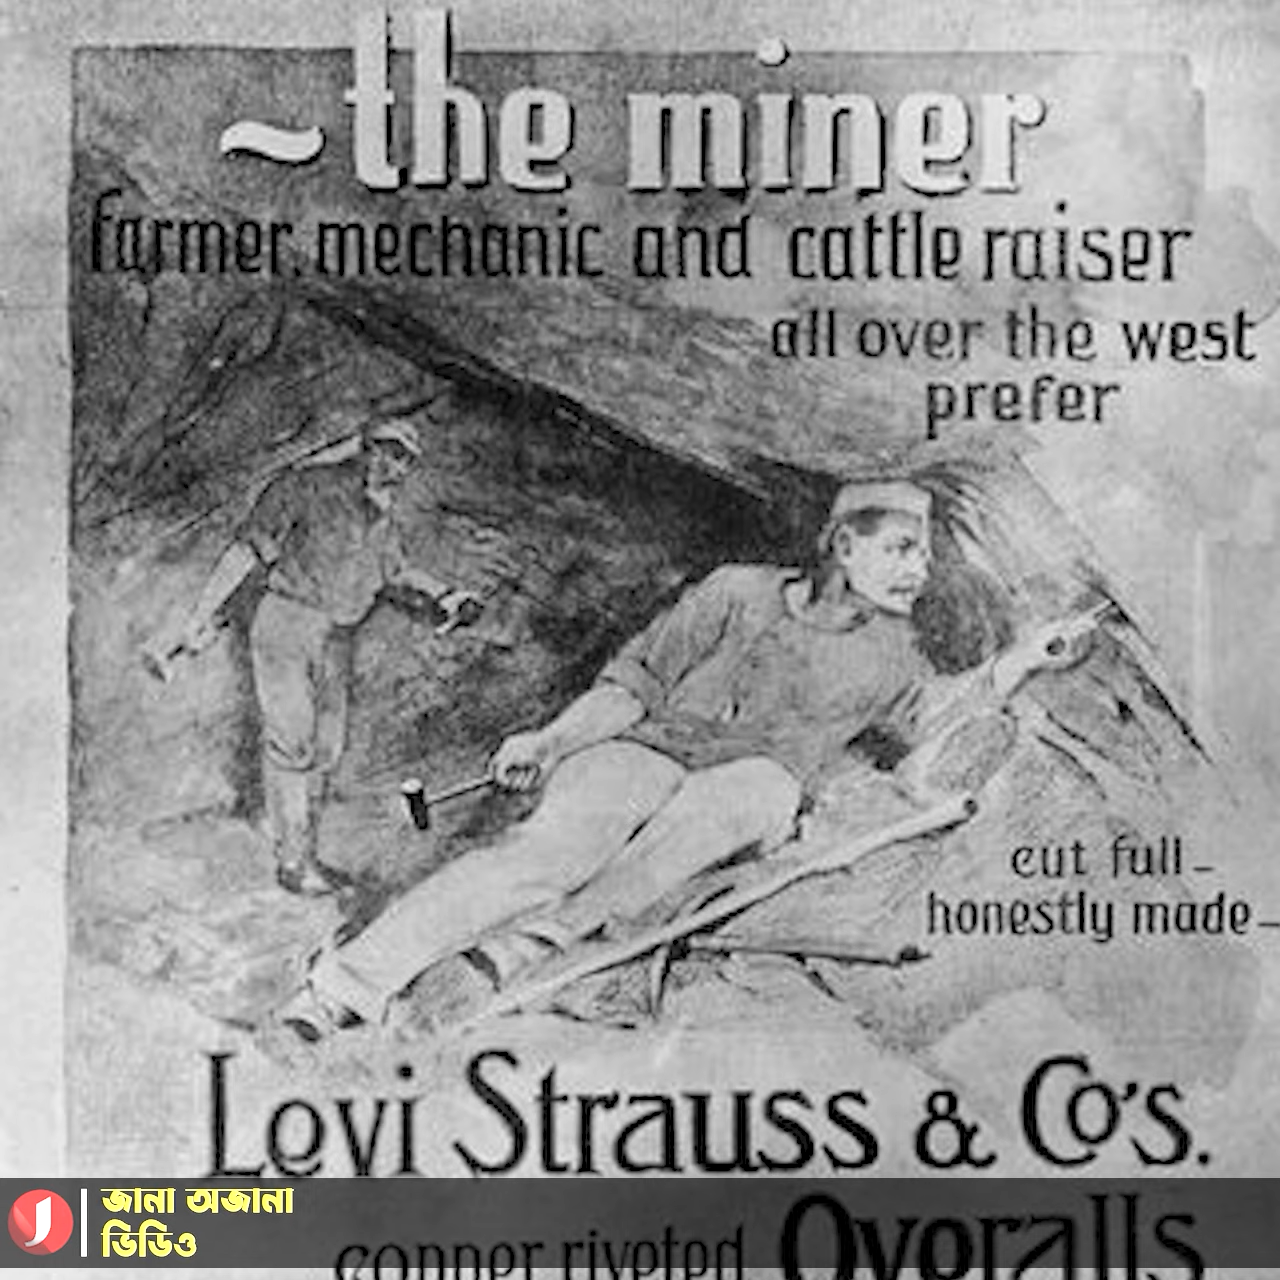 ~the miner
farmer, mechanic and cattle raiser
all over the west
prefer
cut full-
honestly made-
Levi Strauss & Co's.
copper riveted Overalls
জানা অজানা
ভিডিও